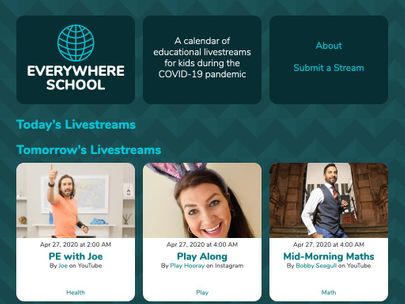 EVERYWHERE
SCHOOL
A calendar of
educational livestreams
for kids during the
COVID-19 pandemic
About
Submit a Stream
Today's Livestreams
Tomorrow's Livestreams
Apr 27, 2020 at 2:00 AM
PE with Joe
By Joe on YouTube
Health
Apr 27, 2020 at 4:00 AM
Play Along
By Play Hooray on Instagram
Play
Apr 27, 2020 at 4:00 AM
Mid-Morning Maths
By Bobby Seagull on YouTube
Math